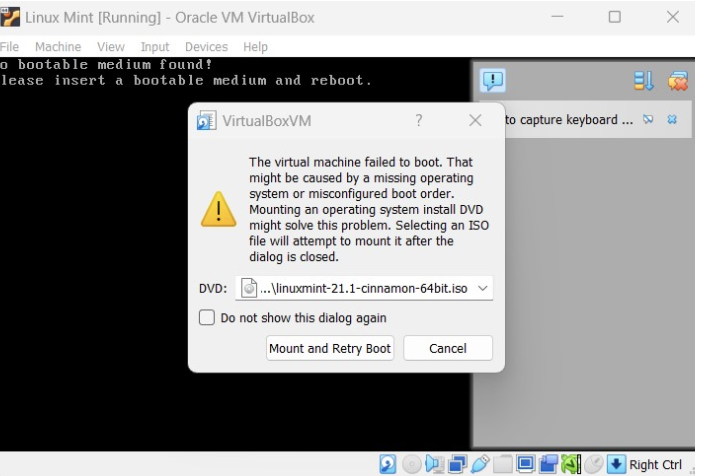 Linux Mint [Running] - Oracle VM VirtualBox
File Machine View Input Devices Help
o bootable medium found!
lease insert a bootable medium and reboot.
to capture keyboard ...
VirtualBoxVM
The virtual machine failed to boot. That
might be caused by a missing operating
system or misconfigured boot order.
Mounting an operating system install DVD
might solve this problem. Selecting an ISO
file will attempt to mount it after the
dialog is closed.
DVD: ...\linuxmint-21.1-cinnamon-64bit.iso
Do not show this dialog again
Mount and Retry Boot Cancel
Right Ctrl